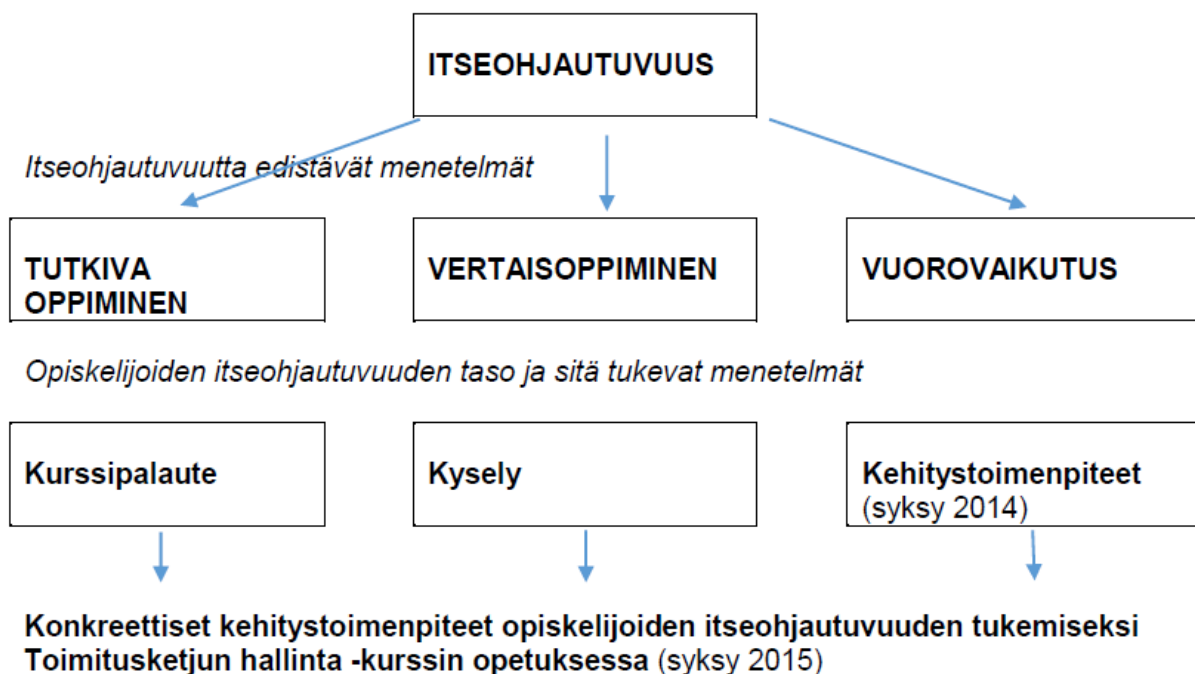 ITSEOHJAUTUVUUS
Itseohjautuvuutta edistävät menetelmät
TUTKIVA
OPPIMINEN
VERTAISOPPIMINEN
VUOROVAIKUTUS
Opiskelijoiden itseohjautuvuuden taso ja sitä tukevat menetelmät
Kurssipalaute
Kysely
Kehitystoimenpiteet
(syksy 2014)
Konkreettiset kehitystoimenpiteet opiskelijoiden itseohjautuvuuden tukemiseksi
Toimitusketjun hallinta -kurssin opetuksessa (syksy 2015)